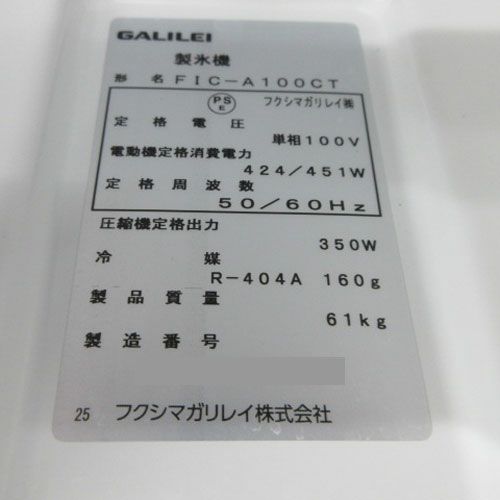 GALILEI
製氷機
形 名 FIC-A100CT
PS E フクシマガリレイ㈱
定格電圧
単相100V
電動機定格消費電力
424/451W
定格周波数
50/60Hz
圧縮機定格出力
350W
冷媒
R-404A 160g
製品質量
61kg
製造番号
25 フクシマガリレイ株式会社